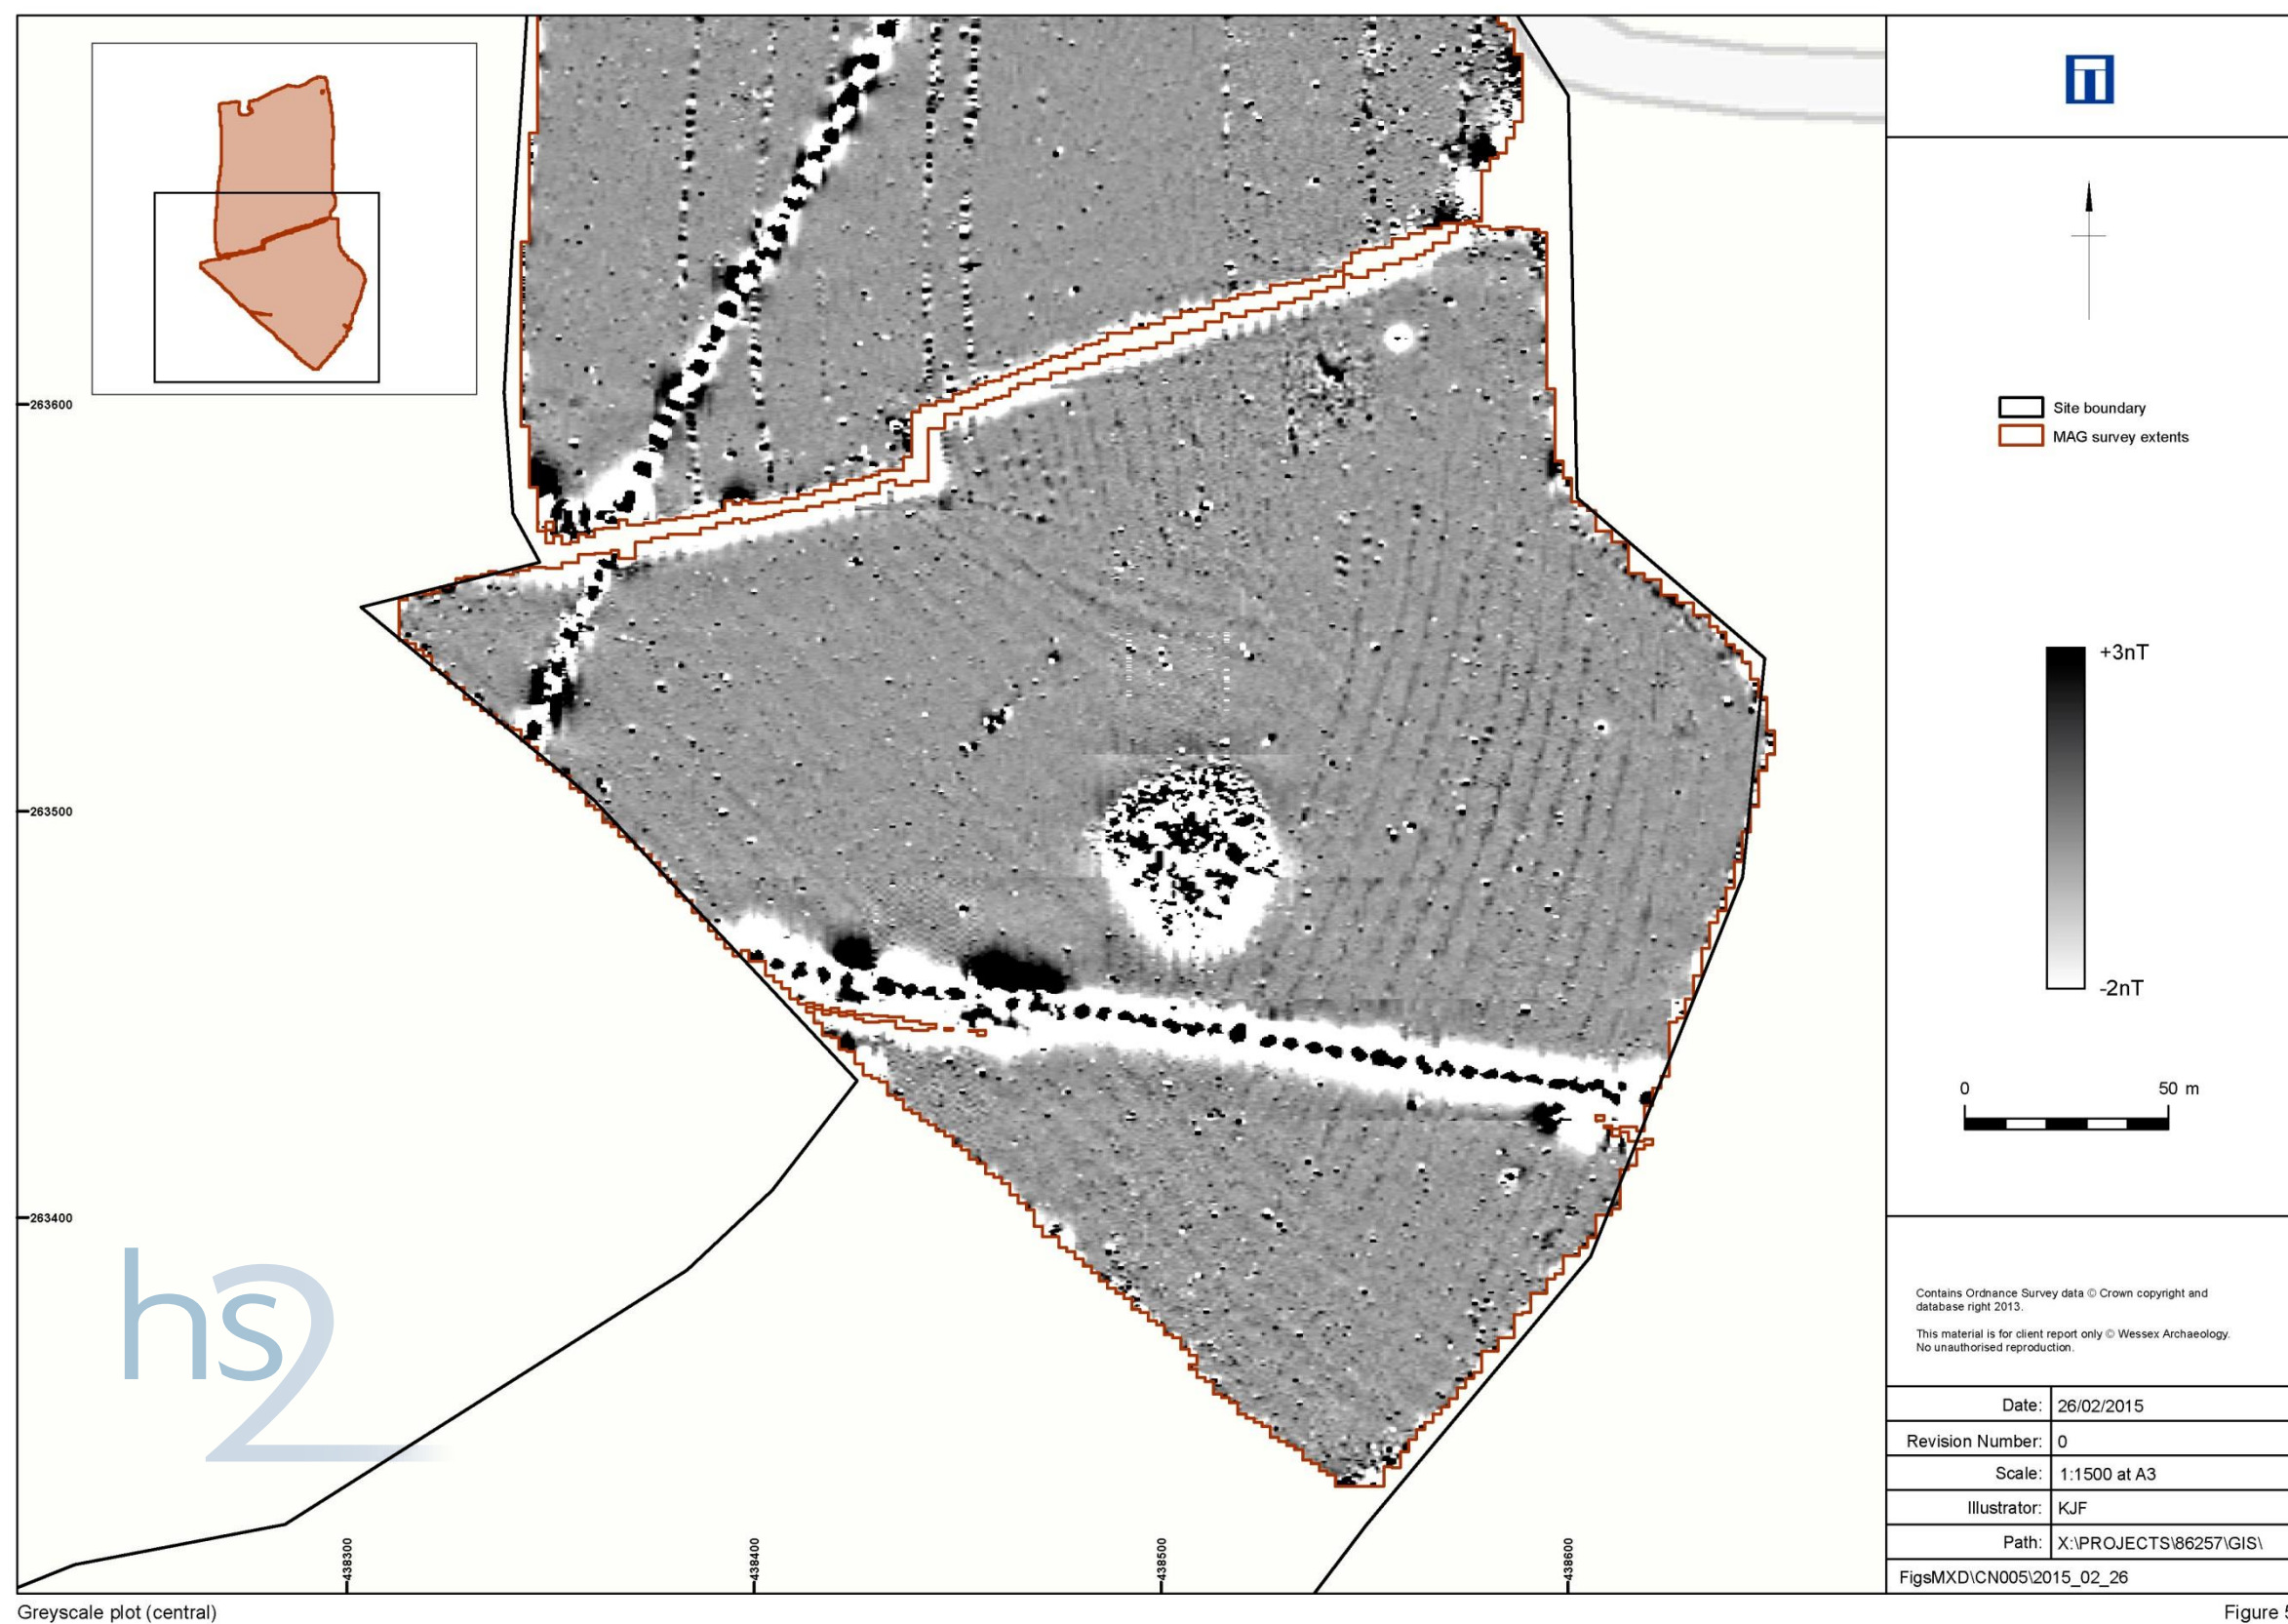 263600
263500
263400
438300
438400
438500
438600
hs2
Site boundary
MAG survey extents
+3nT
-2nT
0 50 m
Contains Ordnance Survey data © Crown copyright and
database right 2013.
This material is for client report only © Wessex Archaeology.
No unauthorised reproduction.
Date: 26/02/2015
Revision Number: 0
Scale: 1:1500 at A3
Illustrator: KJF
Path: X:\PROJECTS\86257\GIS\
FigsMXD\CN005\2015_02_26
Greyscale plot (central)
Figure 5